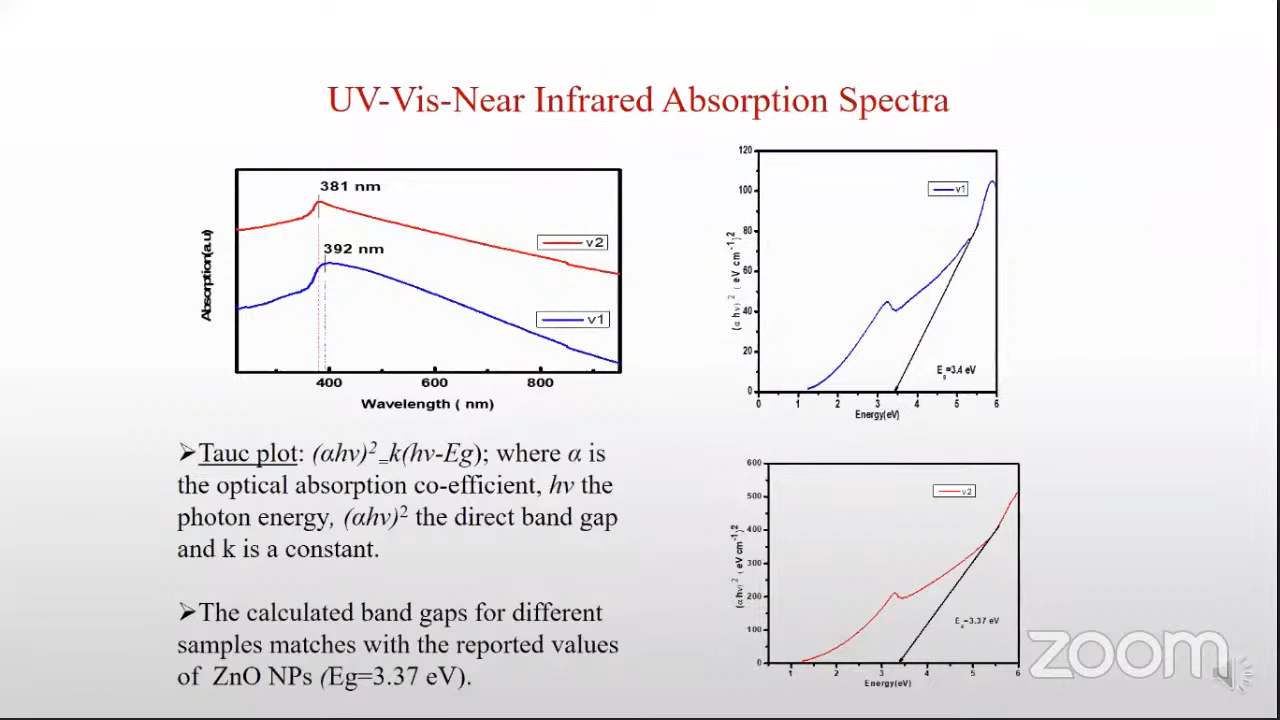 UV-Vis-Near Infrared Absorption Spectra
381 nm
392 nm
v2
v1
Absorption(a.u)
400 600 800
Wavelength ( nm)
120
100
80
60
40
20
0
0 1 2 3 4 5 6
v1
(α hν) 2 ( eV cm-1)2
Eg=3.4 eV
Energy(eV)
➢Tauc plot: (αhν)2 =k(hν-Eg); where α is
the optical absorption co-efficient, hν the
photon energy, (αhν)2 the direct band gap
and k is a constant.
➢The calculated band gaps for different
samples matches with the reported values
of ZnO NPs (Eg=3.37 eV).
600
500
400
300
200
100
0
1 2 3 4 5 6
v2
(α hν) 2 ( eV cm-1)2
Eg=3.37 eV
Energy(eV)
zoom